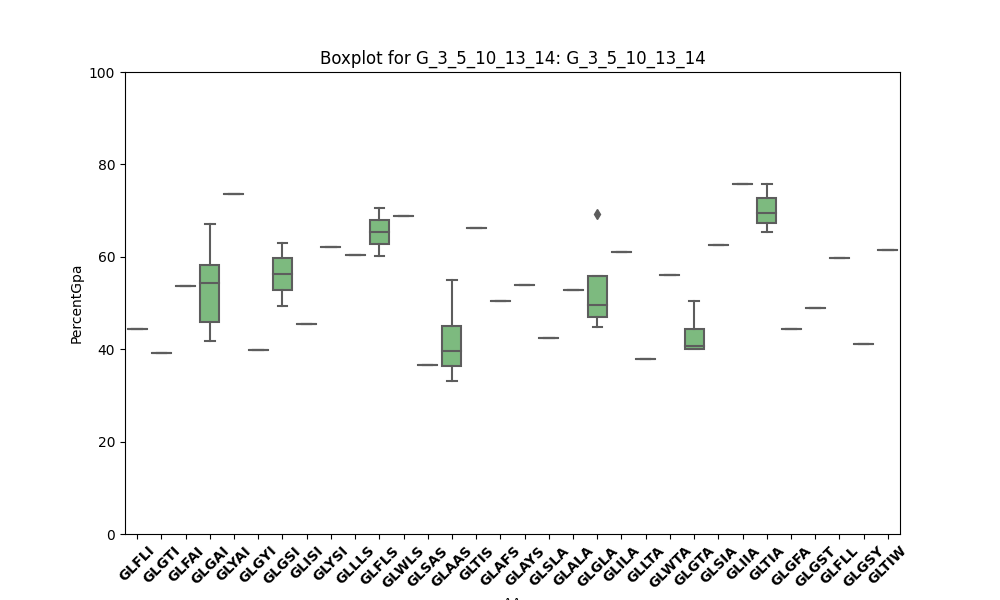 Boxplot for G_3_5_10_13_14: G_3_5_10_13_14
PercentGpa
100
80
60
40
20
0
GLFLI GLGTI GLFAI GLGAI GLYAI GLGYI GLGSI GLISI GLYSI GLLLS GLFLS GLWLS GLSAS GLAAS GLTIS GLAFS GLAYS GLSLA GLALA GLGLA GLILA GLLTA GLWTA GLGTA GLSIA GLIIA GLTIA GLGFA GLGST GLFLL GLGSY GLTIW